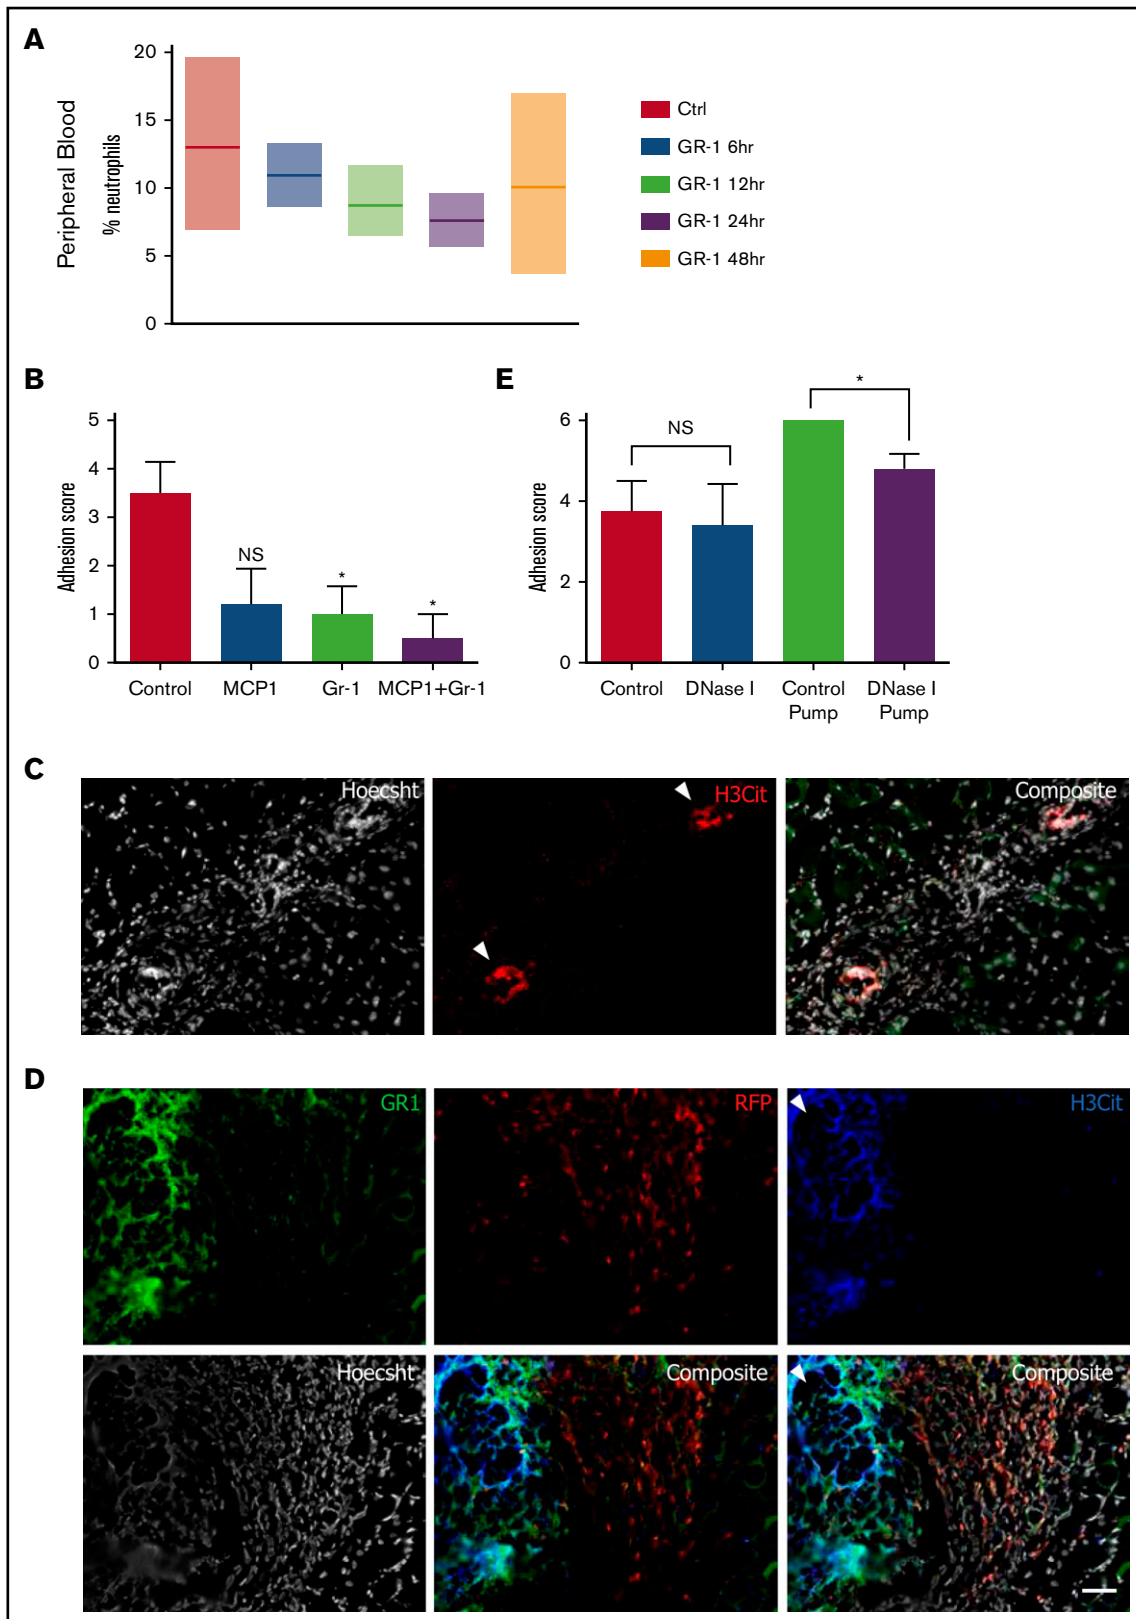 A
Peripheral Blood
% neutrophils
20
15
10
5
0
Ctrl
GR-1 6hr
GR-1 12hr
GR-1 24hr
GR-1 48hr
B
Adhesion score
5
4
3
2
1
0
NS
*
*
Control
MCP1
Gr-1
MCP1+Gr-1
E
Adhesion score
6
4
2
0
NS
*
Control
DNase I
Control
Pump
DNase I
Pump
C
Hoecsht
H3Cit
Composite
D
GR1
RFP
H3Cit
Hoecsht
Composite
Composite